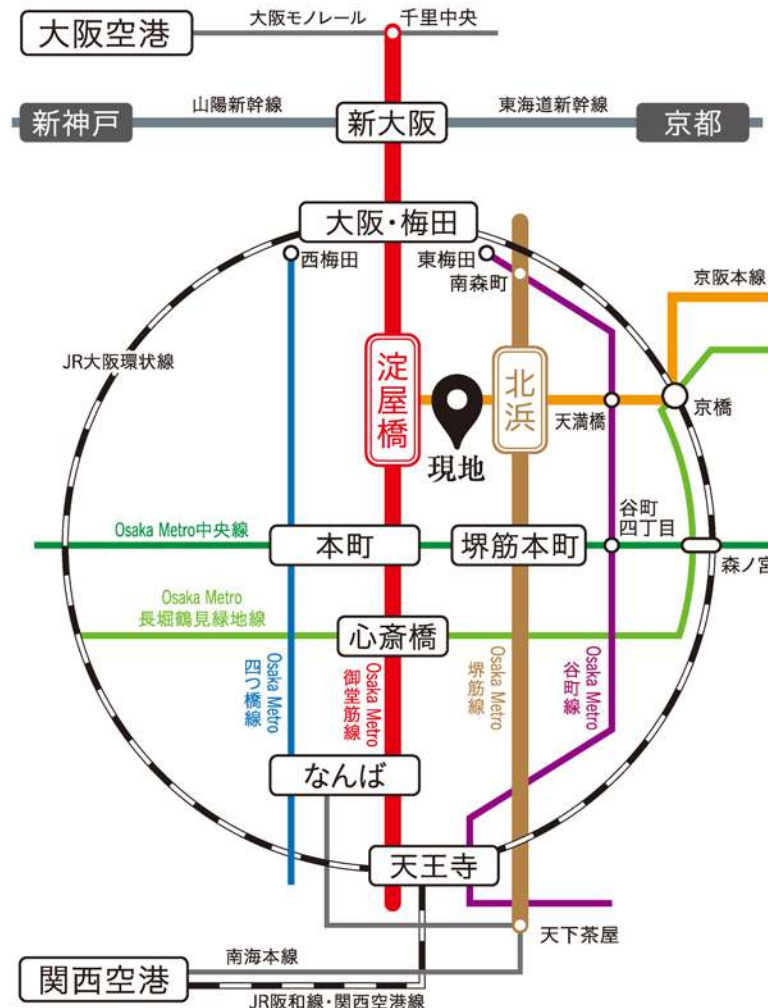 大阪モノレール
千里中央
大阪空港
山陽新幹線
東海道新幹線
新神戸
新大阪
京都
大阪・梅田
西梅田
東梅田
南森町
京阪本線
JR大阪環状線
淀屋橋
北浜
天満橋
京橋
現地
谷町
四丁目
Osaka Metro中央線
本町
堺筋本町
森ノ宮
Osaka Metro
長堀鶴見緑地線
心斎橋
Osaka Metro
四つ橋線
Osaka Metro
御堂筋線
Osaka Metro
堺筋線
Osaka Metro
谷町線
なんば
天王寺
天下茶屋
南海本線
関西空港
JR阪和線・関西空港線